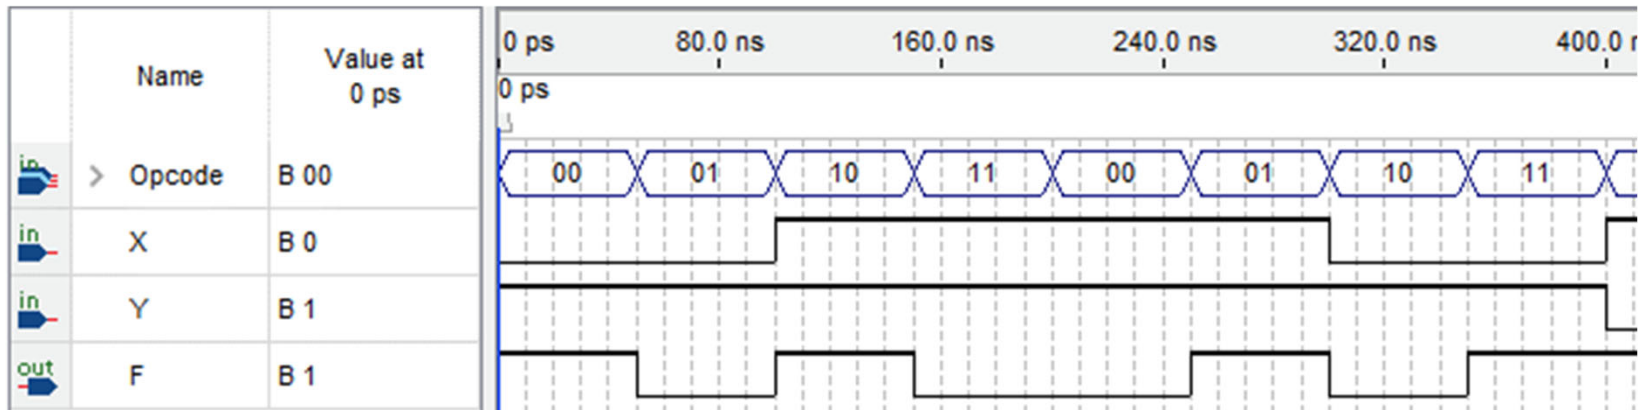 Name
Value at
0 ps
0 ps 80.0 ns 160.0 ns 240.0 ns 320.0 ns 400.0 n
0 ps
in > Opcode B 00 00 01 10 11 00 01 10 11
in X B 0
in Y B 1
out F B 1